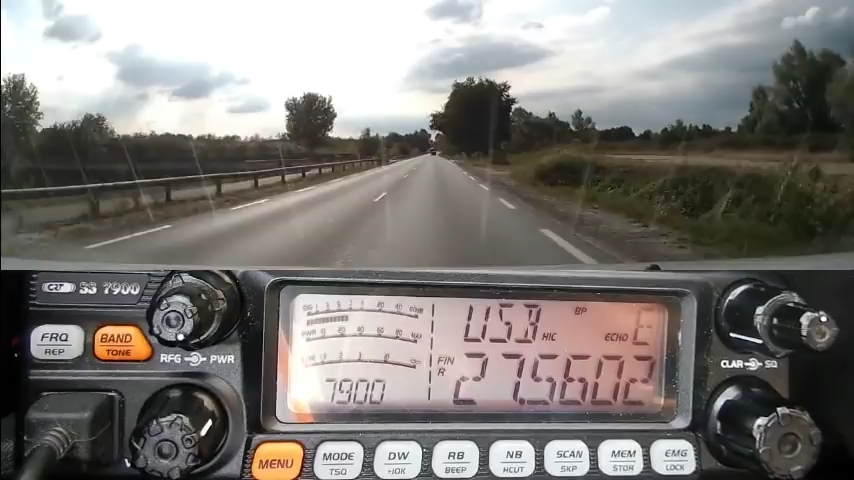 CRT SS 7900
FRQ
REP
BAND
TONE
RFG PWR
USB
HIC
BP
ECHO
E
FIN
R
27.5602
7900
CLAR SQ
MENU
MODE
TSQ
DW
+10K
RB
BEEP
NB
HCUT
SCAN
SKP
MEM
STOR
EMG
LOCK